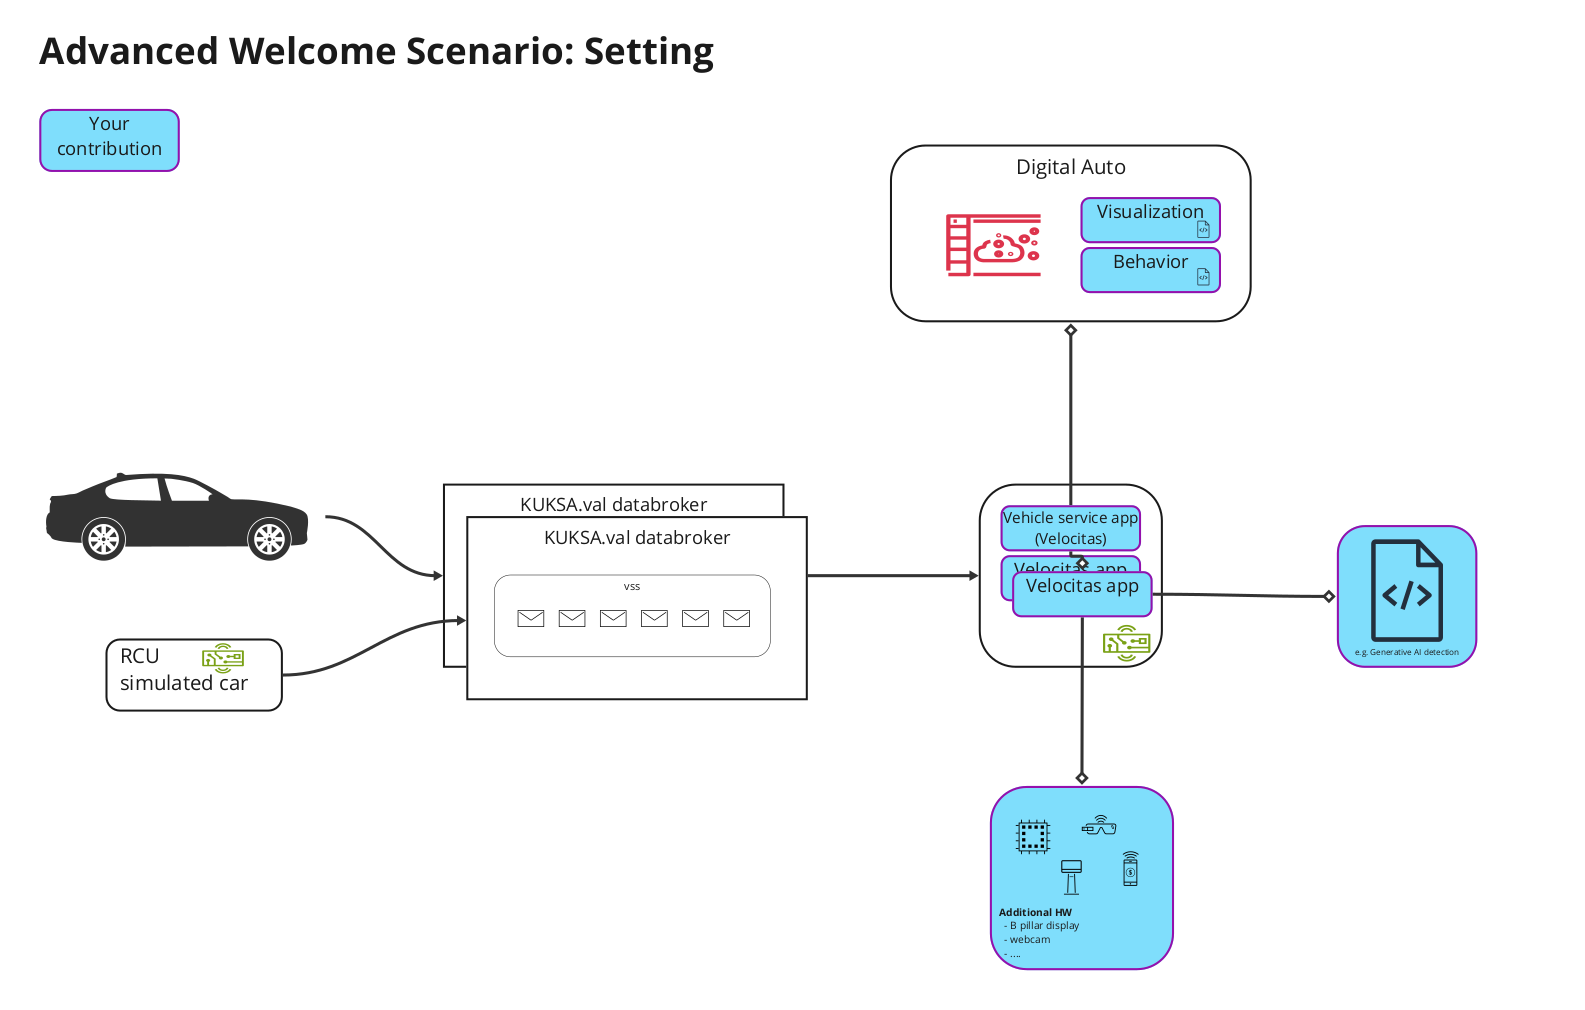 Advanced Welcome Scenario: Setting
Your
contribution
Digital Auto
Visualization
Behavior
KUKSA.val databroker
KUKSA.val databroker
vss
RCU
simulated car
Vehicle service app
(Velocitas)
Velocitas app
Velocitas app
e.g. Generative AI detection
Additional HW
- B pillar display
- webcam
- ....